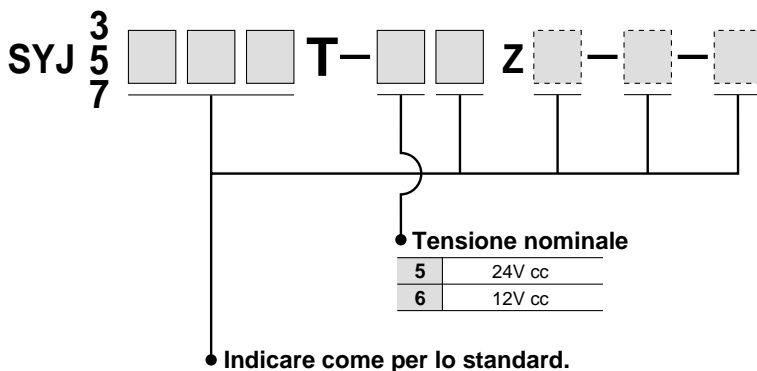 3
SYJ 5 T – Z – –
7
Tensione nominale
5 24V cc
6 12V cc
Indicare come per lo standard.